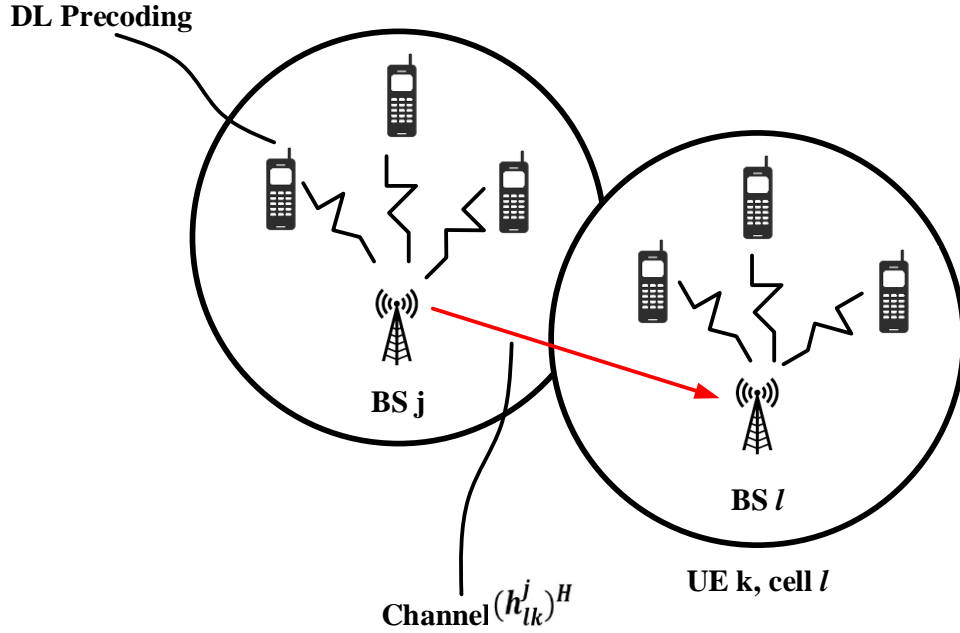 DL Precoding
BS j
BS l
UE k, cell l
Channel $(h_{lk}^{j})^{H}$